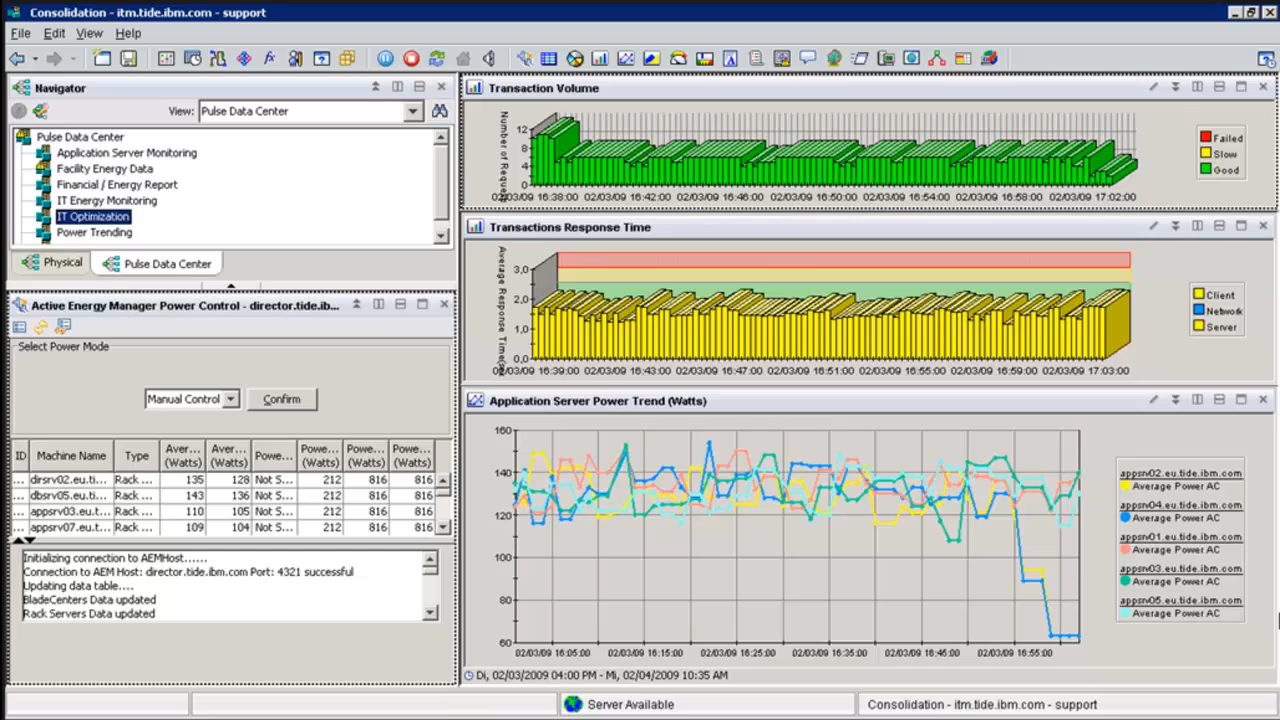 Consolidation - itm.tide.ibm.com - support
File Edit View Help
Navigator
View: Pulse Data Center
Pulse Data Center
Application Server Monitoring
Facility Energy Data
Financial / Energy Report
IT Energy Monitoring
IT Optimization
Power Trending
Physical Pulse Data Center
Active Energy Manager Power Control - director.tide.ib...
Select Power Mode
Manual Control Confirm
ID Machine Name Type Aver... (Watts) Aver... (Watts) Powe... Powe... (Watts) Powe... (Watts) Powe... (Watts)
... dirsrv02.eu.ti... Rack ... 135 128 Not S... 212 816 816
... dbsrv05.eu.ti... Rack ... 143 136 Not S... 212 816 816
... appsrv03.eu.t... Rack ... 110 105 Not S... 212 816 816
... appsrv07.eu.t... Rack ... 109 104 Not S... 212 816 816
Initializing connection to AEMHost......
Connection to AEM Host: director.tide.ibm.com Port: 4321 successful
Updating data table....
BladeCenters Data updated
Rack Servers Data updated
Transaction Volume
Number of Reque
12
8
4
0
02/03/09 16:38:00 02/03/09 16:42:00 02/03/09 16:46:00 02/03/09 16:50:00 02/03/09 16:54:00 02/03/09 16:58:00 02/03/09 17:02:00
Failed
Slow
Good
Transactions Response Time
Average Response Time
3,0
2,0
1,0
0,0
02/03/09 16:39:00 02/03/09 16:43:00 02/03/09 16:47:00 02/03/09 16:51:00 02/03/09 16:55:00 02/03/09 16:59:00 02/03/09 17:03:00
Client
Network
Server
Application Server Power Trend (Watts)
160
140
120
100
80
60
02/03/09 16:05:00 02/03/09 16:15:00 02/03/09 16:25:00 02/03/09 16:35:00 02/03/09 16:45:00 02/03/09 16:55:00
appsrv02.eu.tide.ibm.com
Average Power AC
appsrv04.eu.tide.ibm.com
Average Power AC
appsrv01.eu.tide.ibm.com
Average Power AC
appsrv03.eu.tide.ibm.com
Average Power AC
appsrv05.eu.tide.ibm.com
Average Power AC
Di, 02/03/2009 04:00 PM - Mi, 02/04/2009 10:35 AM
Server Available
Consolidation - itm.tide.ibm.com - support